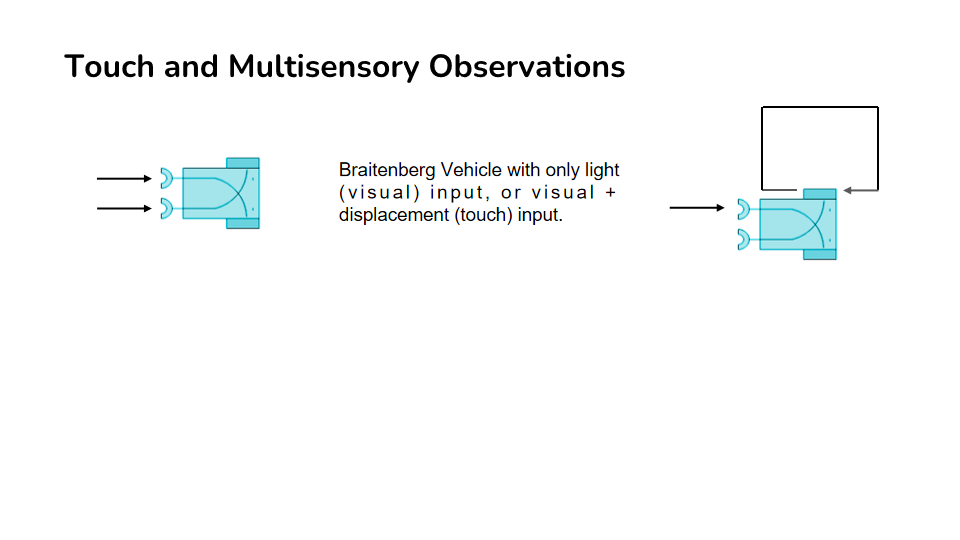 Touch and Multisensory Observations
Braitenberg Vehicle with only light
(visual) input, or visual +
displacement (touch) input.